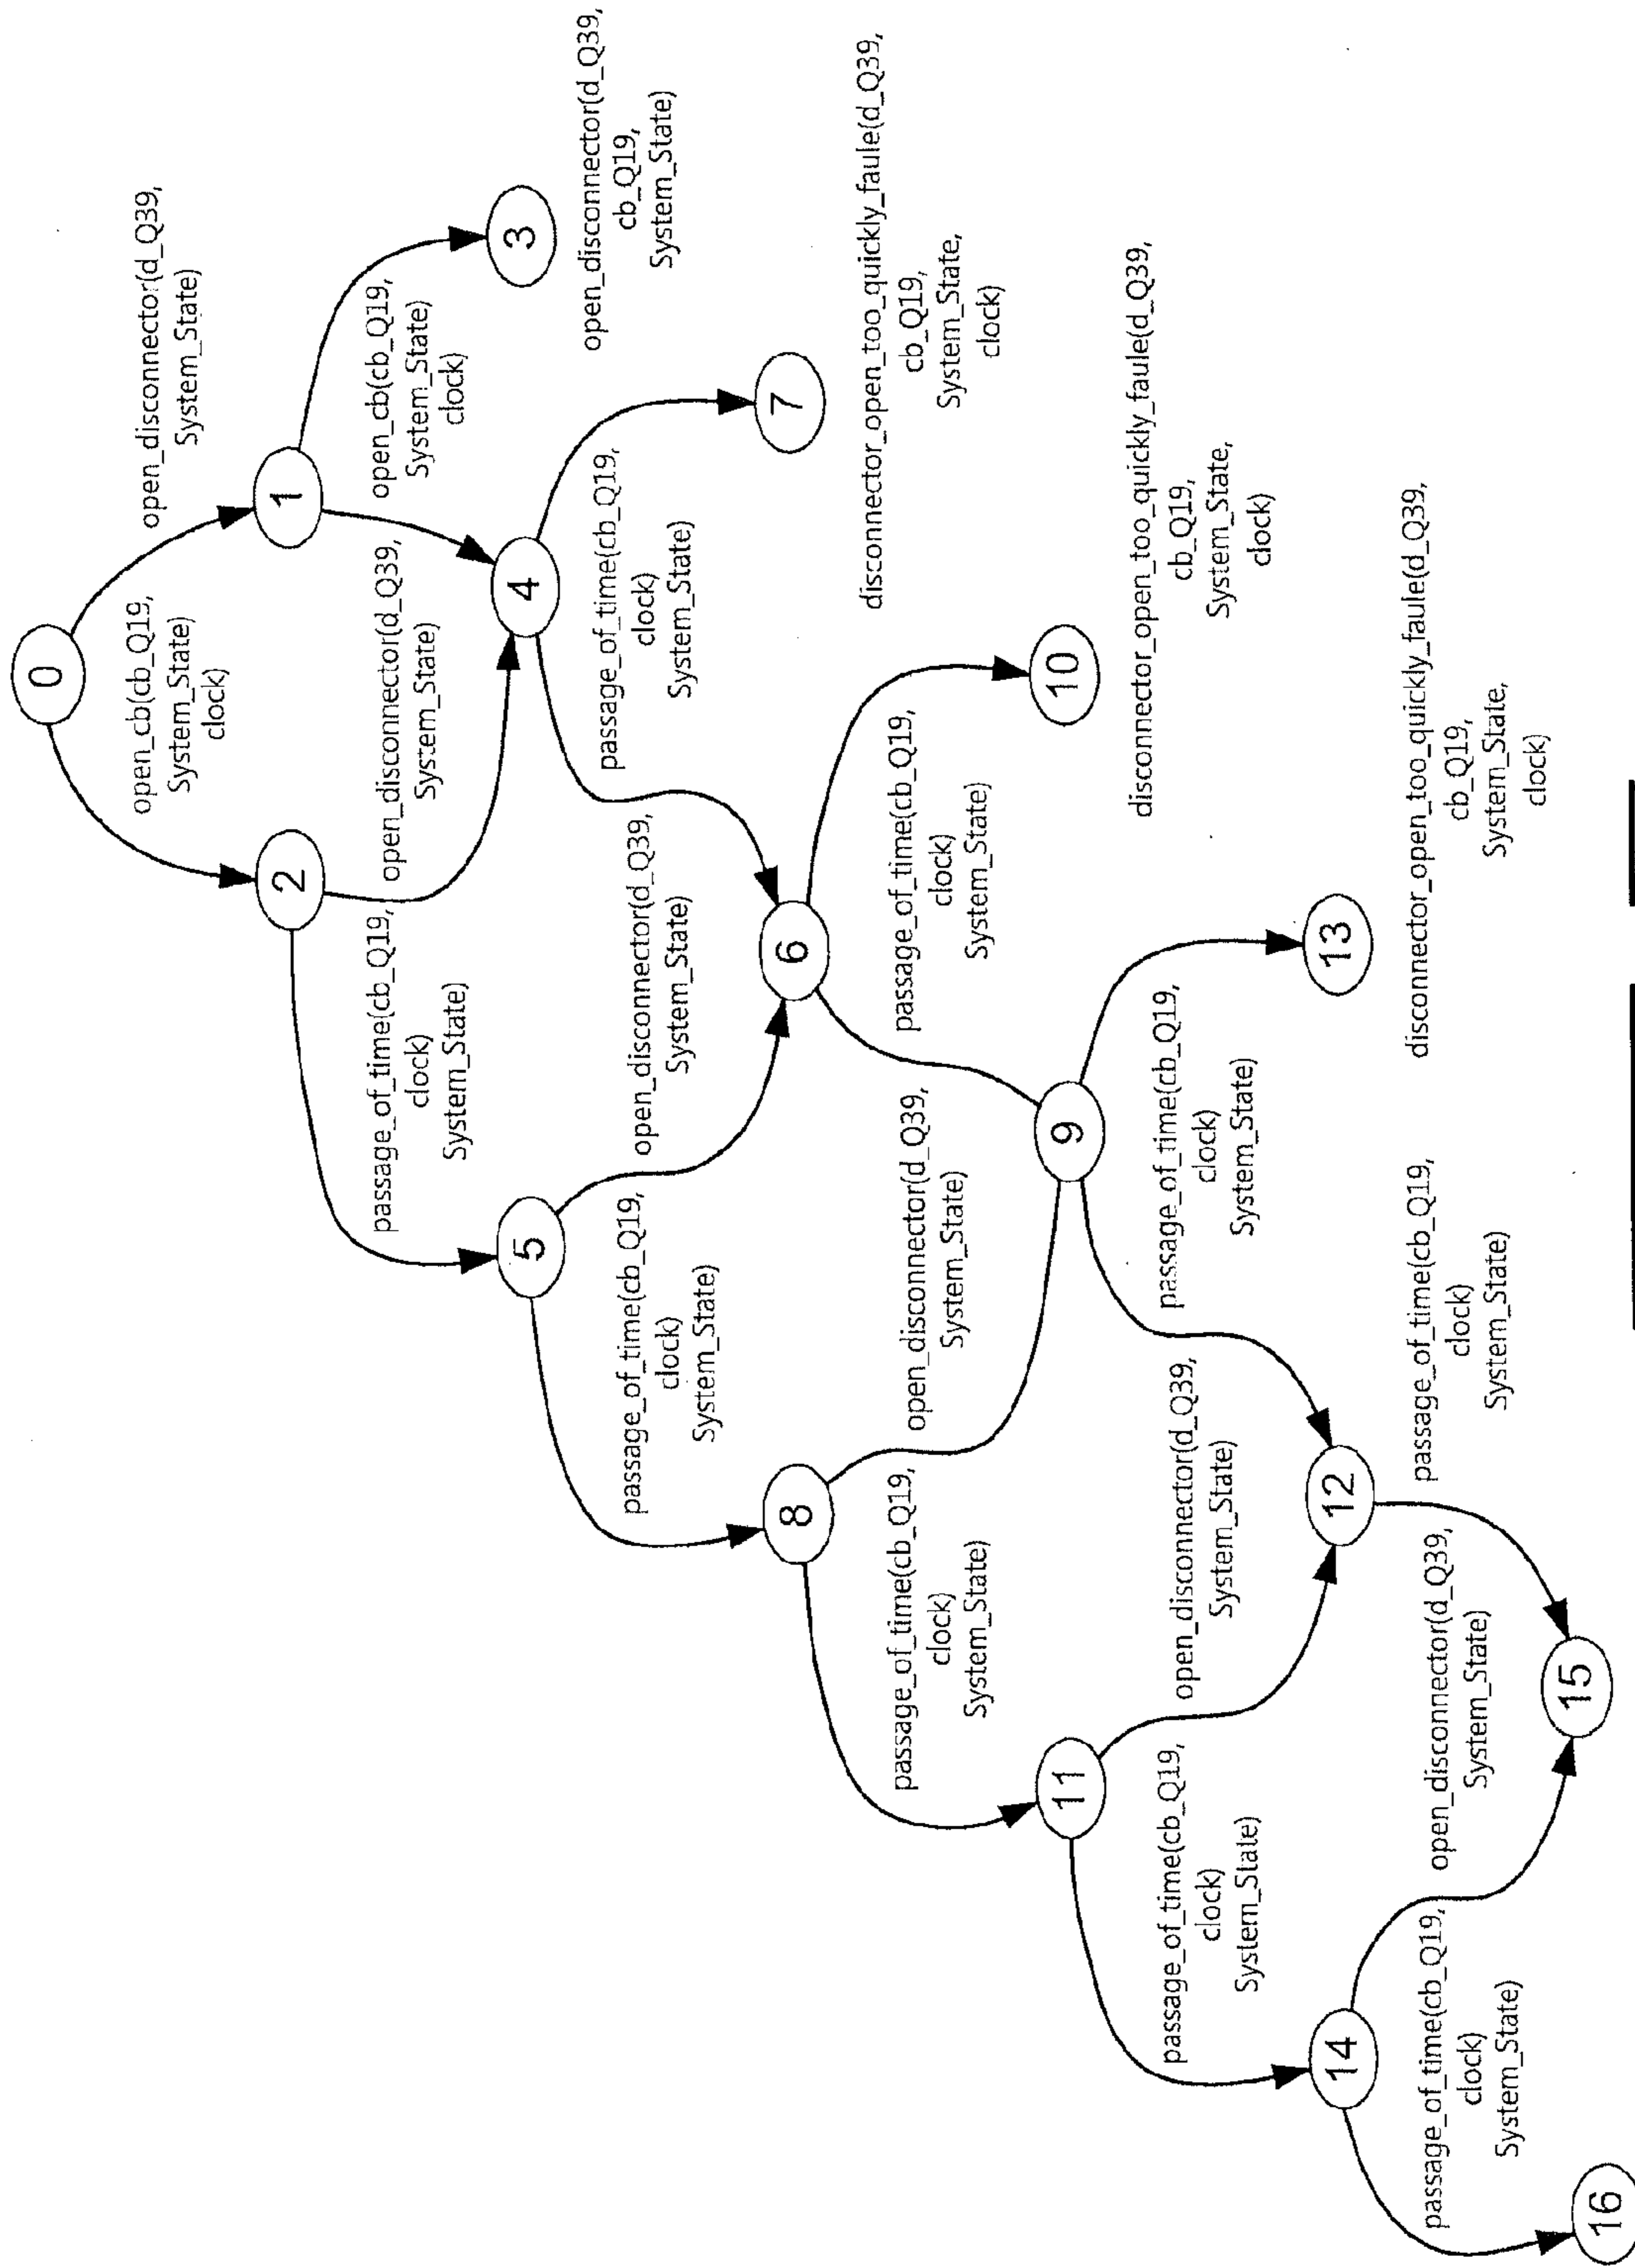 0
open_cb(cb_Q19,
System_State)
clock)
open_disconnector(d_Q39,
System_State)
2
1
passage_of_time(cb_Q19,
clock)
System_State)
open_disconnector(d_Q39,
System_State)
open_cb(cb_Q19,
System_State)
clock)
5
4
3
passage_of_time(cb_Q19,
clock)
System_State)
open_disconnector(d_Q39,
System_State)
passage_of_time(cb_Q19,
clock)
System_State)
open_disconnector(d_Q39,
cb_Q19,
System_State)
8
6
7
passage_of_time(cb_Q19,
clock)
System_State)
open_disconnector(d_Q39,
System_State)
passage_of_time(cb_Q19,
clock)
System_State)
disconnector_open_too_quickly_faule(d_Q39,
cb_Q19,
System_State,
clock)
11
9
10
passage_of_time(cb_Q19,
clock)
System_State)
open_disconnector(d_Q39,
System_State)
passage_of_time(cb_Q19,
clock)
System_State)
disconnector_open_too_quickly_faule(d_Q39,
cb_Q19,
System_State,
clock)
14
12
13
passage_of_time(cb_Q19,
clock)
System_State)
open_disconnector(d_Q39,
System_State)
passage_of_time(cb_Q19,
clock)
System_State)
disconnector_open_too_quickly_faule(d_Q39,
cb_Q19,
System_State,
clock)
16
15